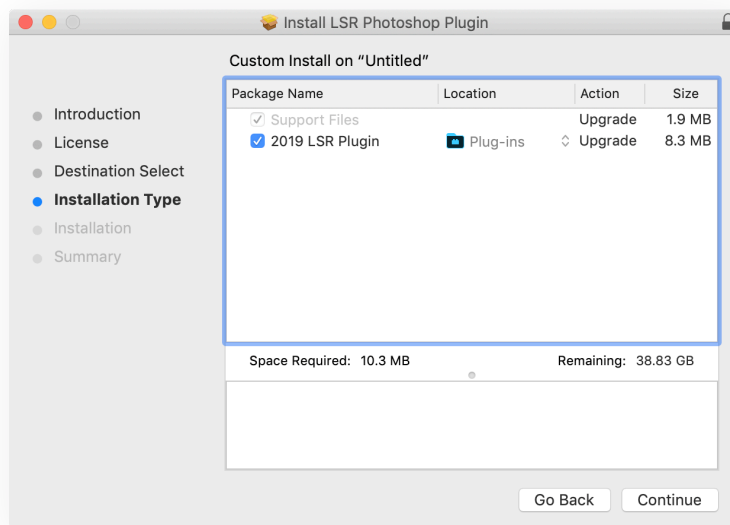 Install LSR Photoshop Plugin
Custom Install on “Untitled”
Introduction
License
Destination Select
Installation Type
Installation
Summary
Package Name Location Action Size
Support Files Upgrade 1.9 MB
2019 LSR Plugin Plug-ins Upgrade 8.3 MB
Space Required: 10.3 MB Remaining: 38.83 GB
Go Back Continue